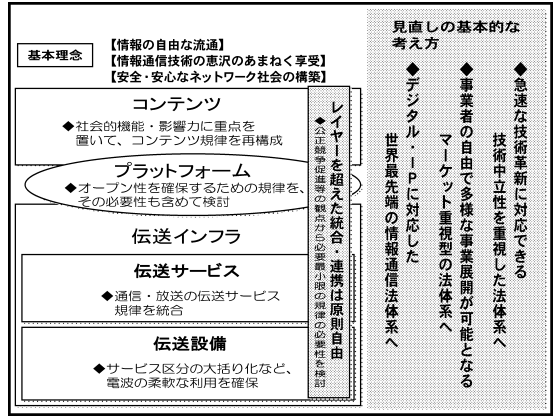 基本理念
【情報の自由な流通】
【情報通信技術の恵沢のあまねく享受】
【安全・安心なネットワーク社会の構築】
コンテンツ
◆社会的機能・影響力に重点を
置いて、コンテンツ規律を再構成
プラットフォーム
◆オープン性を確保するための規律を、
その必要性も含めて検討
伝送インフラ
伝送サービス
◆通信・放送の伝送サービス
規律を統合
伝送設備
◆サービス区分の大括り化など、
電波の柔軟な利用を確保
レイヤーを超えた統合・連携は原則自由
◆公正競争促進等の観点から必要最小限の規律の必要性を検討
見直しの基本的な
考え方
◆急速な技術革新に対応できる
技術中立性を重視した法体系へ
◆事業者の自由で多様な事業展開が可能となる
マーケット重視型の法体系へ
◆デジタル・IPに対応した
世界最先端の情報通信法体系へ